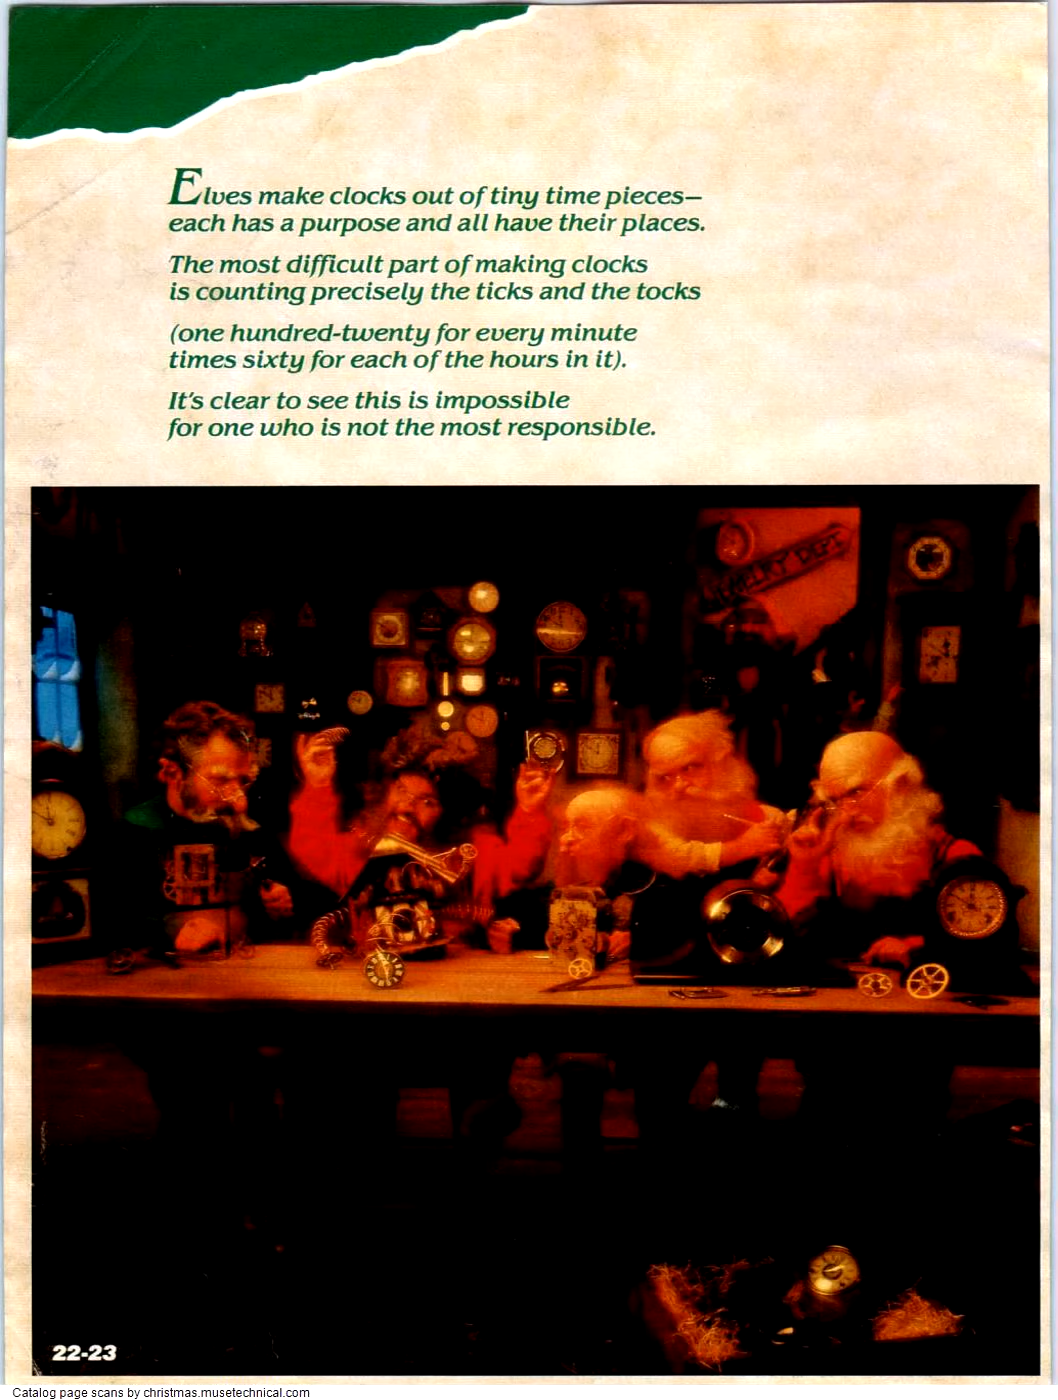 Elves make clocks out of tiny time pieces—
each has a purpose and all have their places.
The most difficult part of making clocks
is counting precisely the ticks and the tocks
(one hundred-twenty for every minute
times sixty for each of the hours in it).
It's clear to see this is impossible
for one who is not the most responsible.
JEWELRY DEPT.
22-23
Catalog page scans by christmas.musetechnical.com